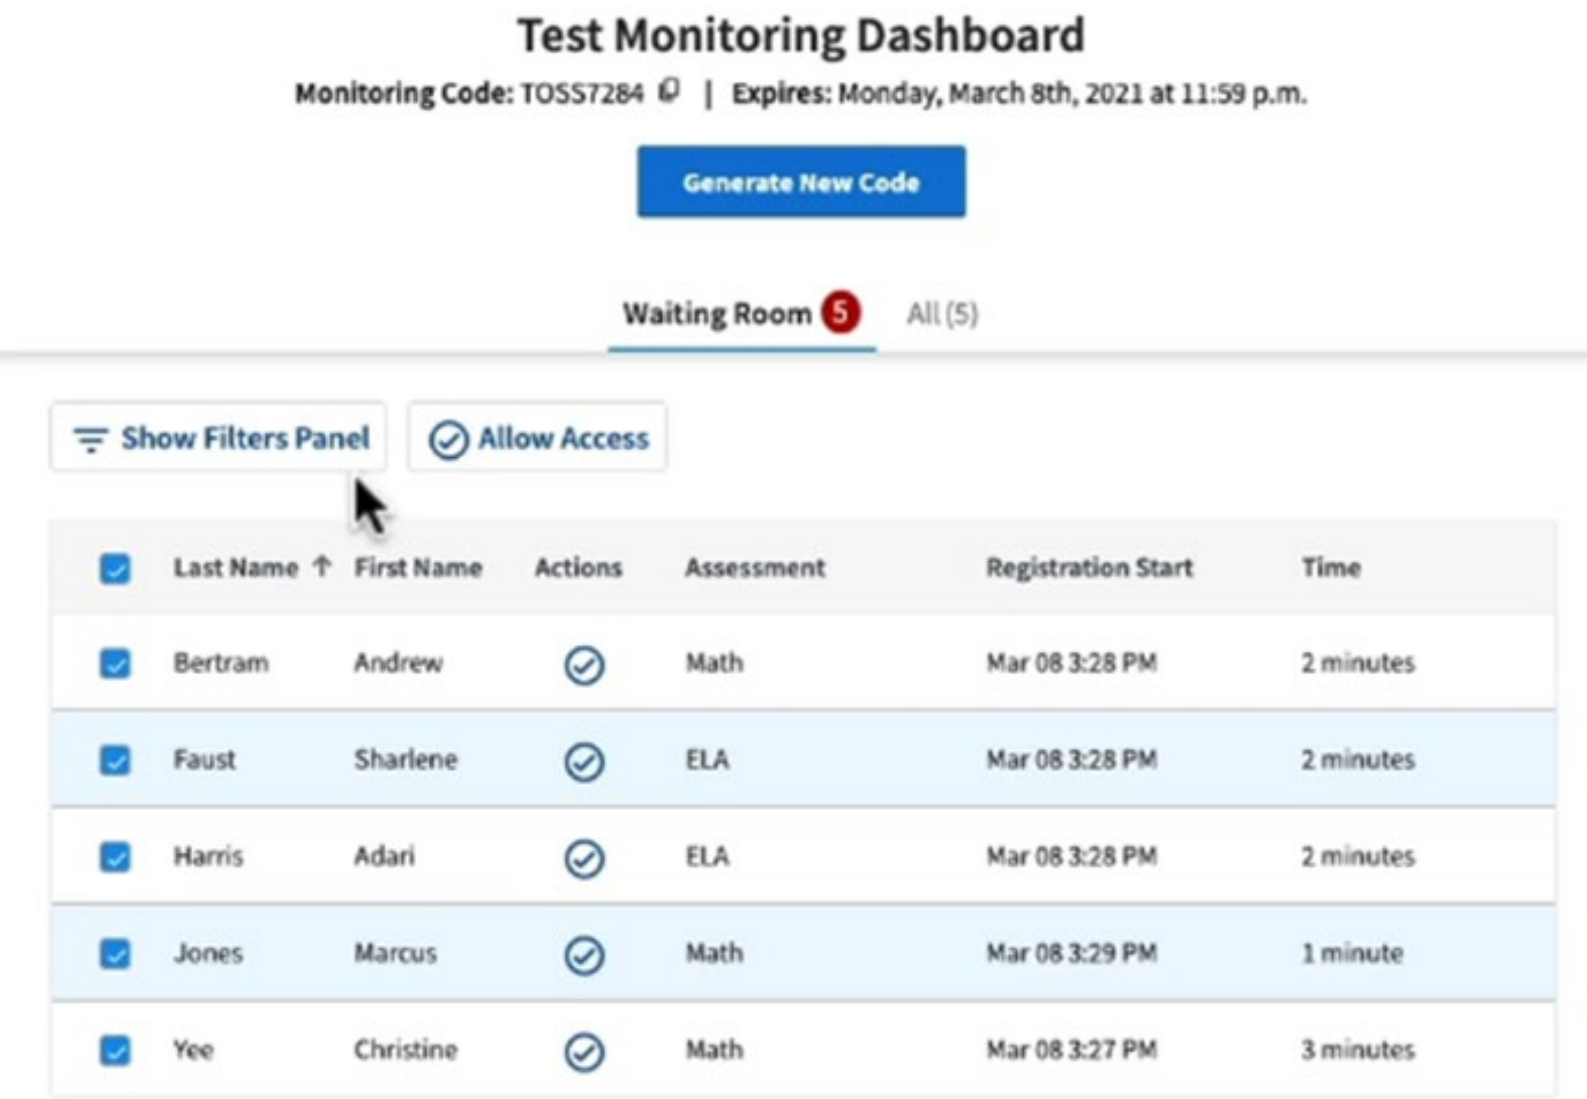 Test Monitoring Dashboard
Monitoring Code: TOSS7284 | Expires: Monday, March 8th, 2021 at 11:59 p.m.
Generate New Code
Waiting Room 5 All (5)
Show Filters Panel Allow Access
Last Name ↑ First Name Actions Assessment Registration Start Time
Bertram Andrew Math Mar 08 3:28 PM 2 minutes
Faust Sharlene ELA Mar 08 3:28 PM 2 minutes
Harris Adari ELA Mar 08 3:28 PM 2 minutes
Jones Marcus Math Mar 08 3:29 PM 1 minute
Yee Christine Math Mar 08 3:27 PM 3 minutes